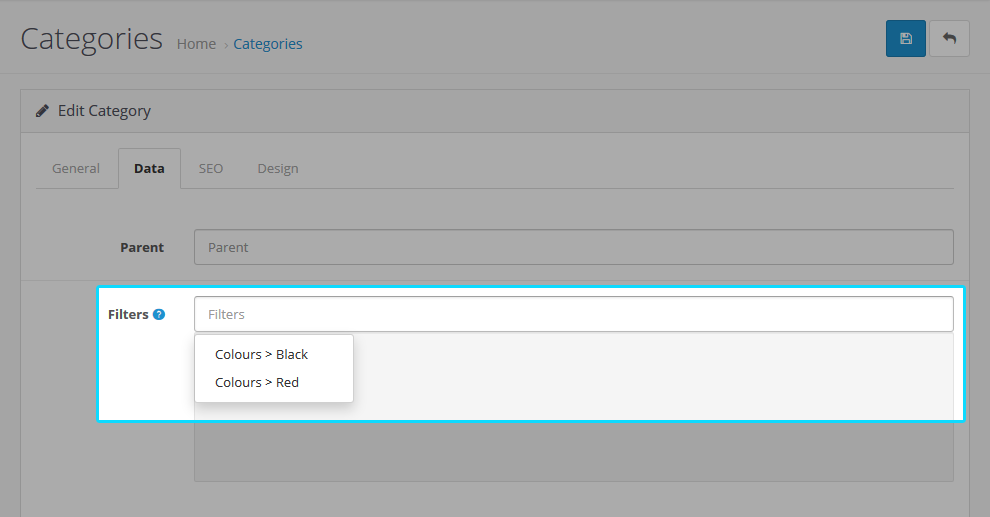 Categories Home › Categories
Edit Category
General Data SEO Design
Parent Parent
Filters ? Filters
Colours > Black
Colours > Red